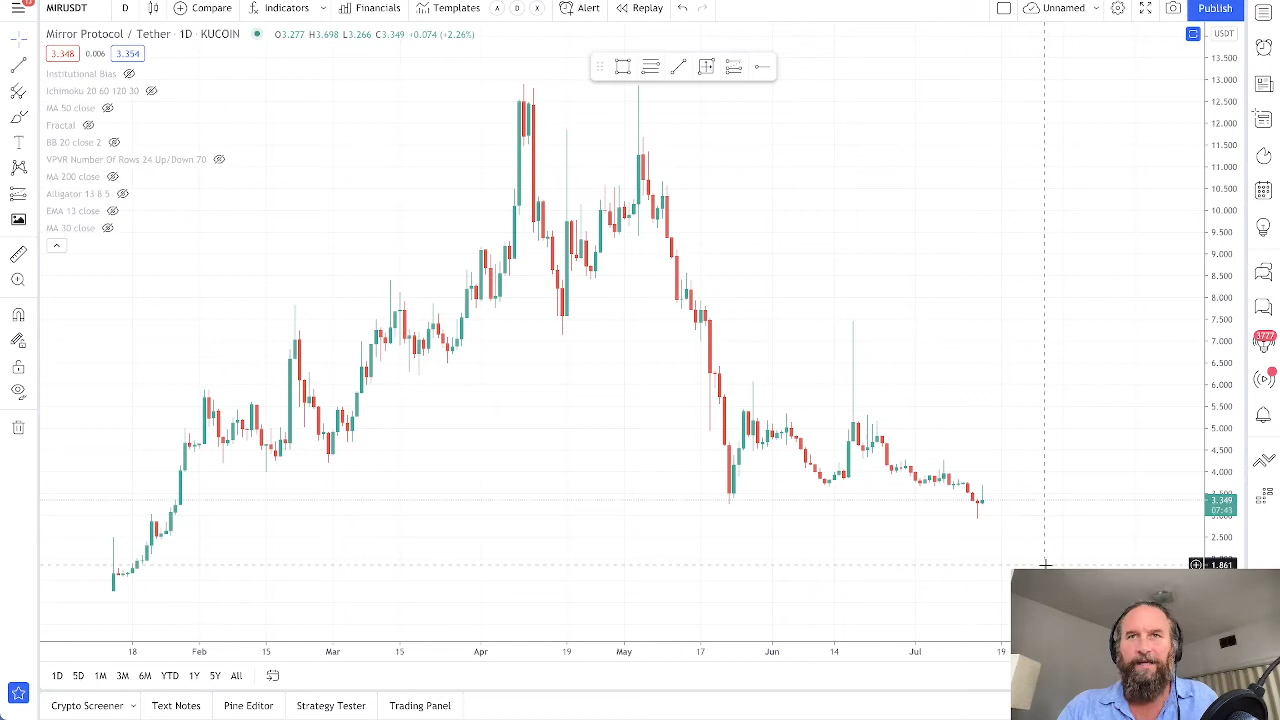 13
MIRUSDT D Compare Indicators Financials Templates A D X Alert Replay Unnamed Publish
Mirror Protocol / Tether · 1D · KUCOIN O3.277 H3.698 L3.266 C3.349 +0.074 (+2.26%) USDT
3.348 0.006 3.354
Institutional Bias
Ichimoku 20 60 120 30
MA 50 close
Fractal
BB 20 close 2
VPVR Number Of Rows 24 Up/Down 70
MA 200 close
Alligator 13 8 5
EMA 13 close
MA 30 close
13.500
13.000
12.500
12.000
11.500
11.000
10.500
10.000
9.500
9.000
8.500
8.000
7.500
7.000
6.500
6.000
5.500
5.000
4.500
4.000
3.349
07:43
2.500
1.861
3777
18 Feb 15 Mar 15 Apr 19 May 17 Jun 14 Jul 19
1D 5D 1M 3M 6M YTD 1Y 5Y All
Crypto Screener Text Notes Pine Editor Strategy Tester Trading Panel